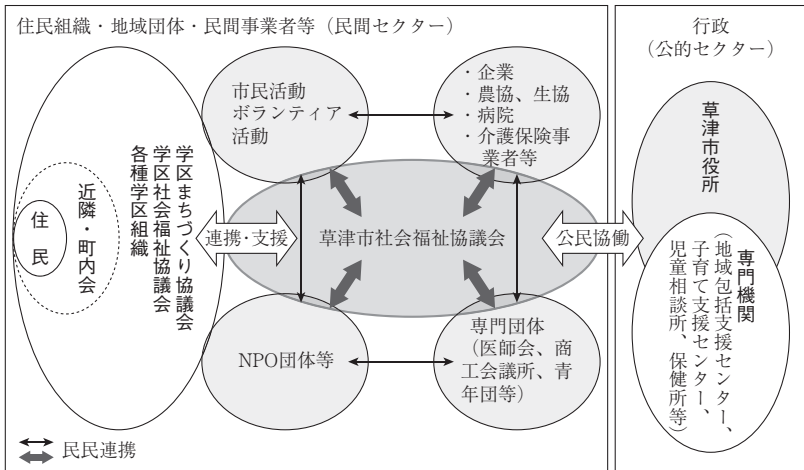 住民組織・地域団体・民間事業者等（民間セクター）
行政
（公的セクター）
市民活動
ボランティア
活動
・企業
・農協、生協
・病院
・介護保険事
業者等
住民
近隣・町内会
学区まちづくり協議会
学区社会福祉協議会
各種学区組織
連携・支援
草津市社会福祉協議会
公民協働
草津市役所
専門機関
（地域包括支援センター、
子育て支援センター、
児童相談所、保健所等）
NPO団体等
専門団体
（医師会、商
工会議所、青
年団等）
民民連携